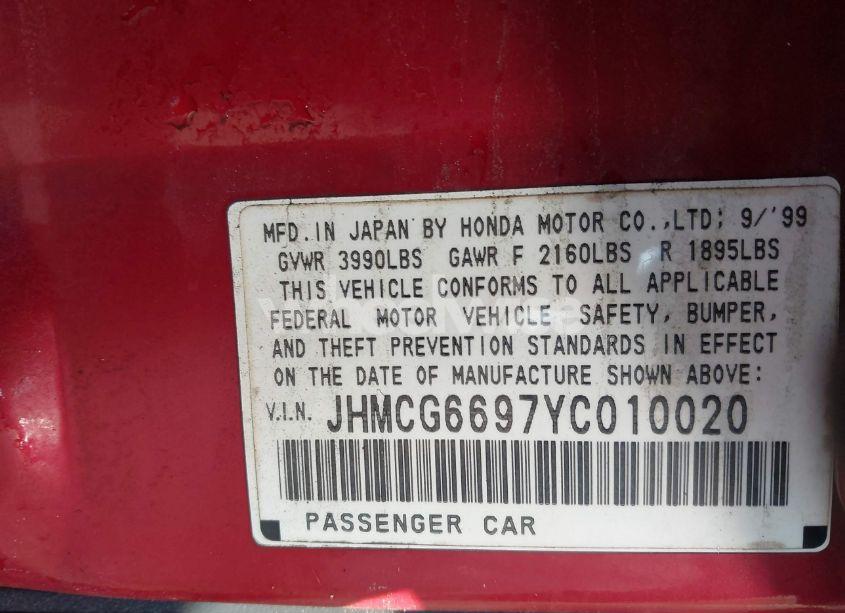 MFD. IN JAPAN BY HONDA MOTOR CO.,LTD; 9/'99
GVWR 3990LBS GAWR F 2160LBS R 1895LBS
THIS VEHICLE CONFORMS TO ALL APPLICABLE
FEDERAL MOTOR VEHICLE SAFETY, BUMPER,
AND THEFT PREVENTION STANDARDS IN EFFECT
ON THE DATE OF MANUFACTURE SHOWN ABOVE:
V.I.N. JHMCG6697YC010020
PASSENGER CAR